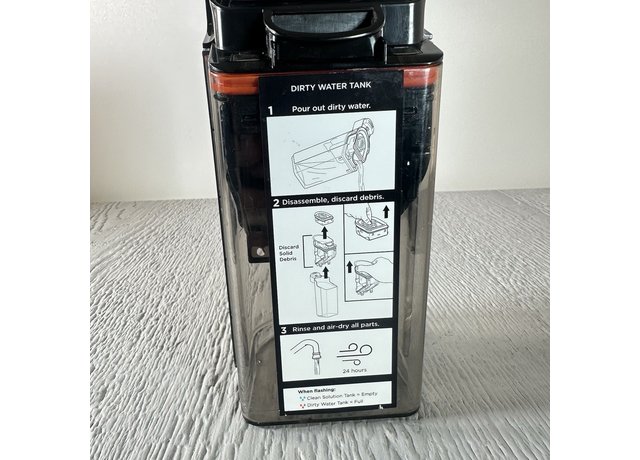 DIRTY WATER TANK
1 Pour out dirty water.
2 Disassemble, discard debris.
Discard
Solid
Debris
3 Rinse and air-dry all parts.
24 hours
When flashing:
Clean Solution Tank = Empty
Dirty Water Tank = Full